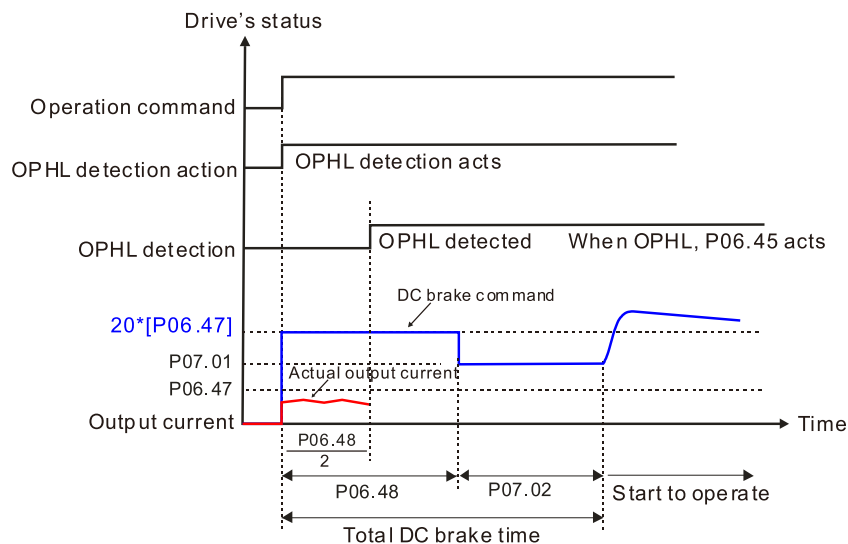 Drive's status
Operation command
OPHL detection action
OPHL detection acts
OPHL detection
OPHL detected
When OPHL, P06.45 acts
DC brake command
20*[P06.47]
P07.01
Actual output current
P06.47
Output current
Time
P06.48
2
P06.48
P07.02
Start to operate
Total DC brake time